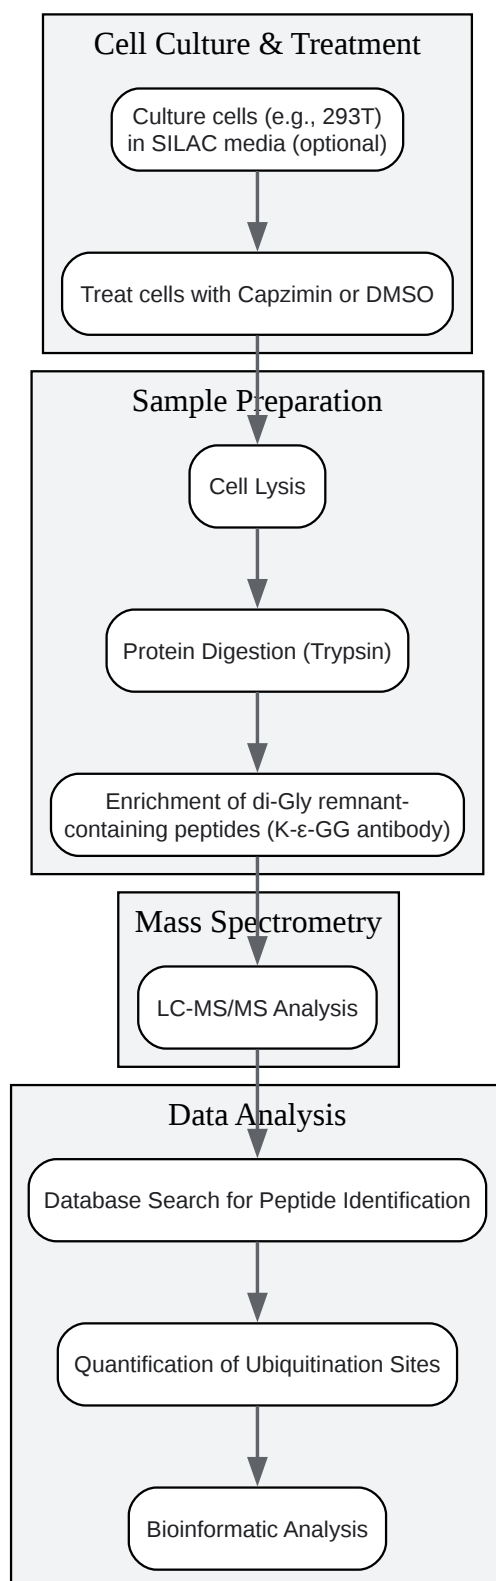 Cell Culture & Treatment
Culture cells (e.g., 293T)
in SILAC media (optional)
Treat cells with Capzimin or DMSO
Sample Preparation
Cell Lysis
Protein Digestion (Trypsin)
Enrichment of di-Gly remnant-
containing peptides (K-ε-GG antibody)
Mass Spectrometry
LC-MS/MS Analysis
Data Analysis
Database Search for Peptide Identification
Quantification of Ubiquitination Sites
Bioinformatic Analysis